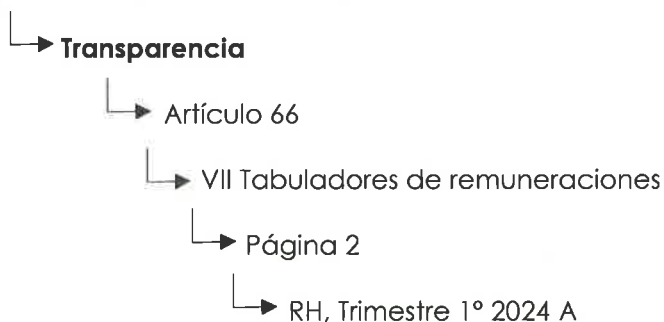 Transparencia
Artículo 66
VII Tabuladores de remuneraciones
Página 2
RH, Trimestre 1° 2024 A